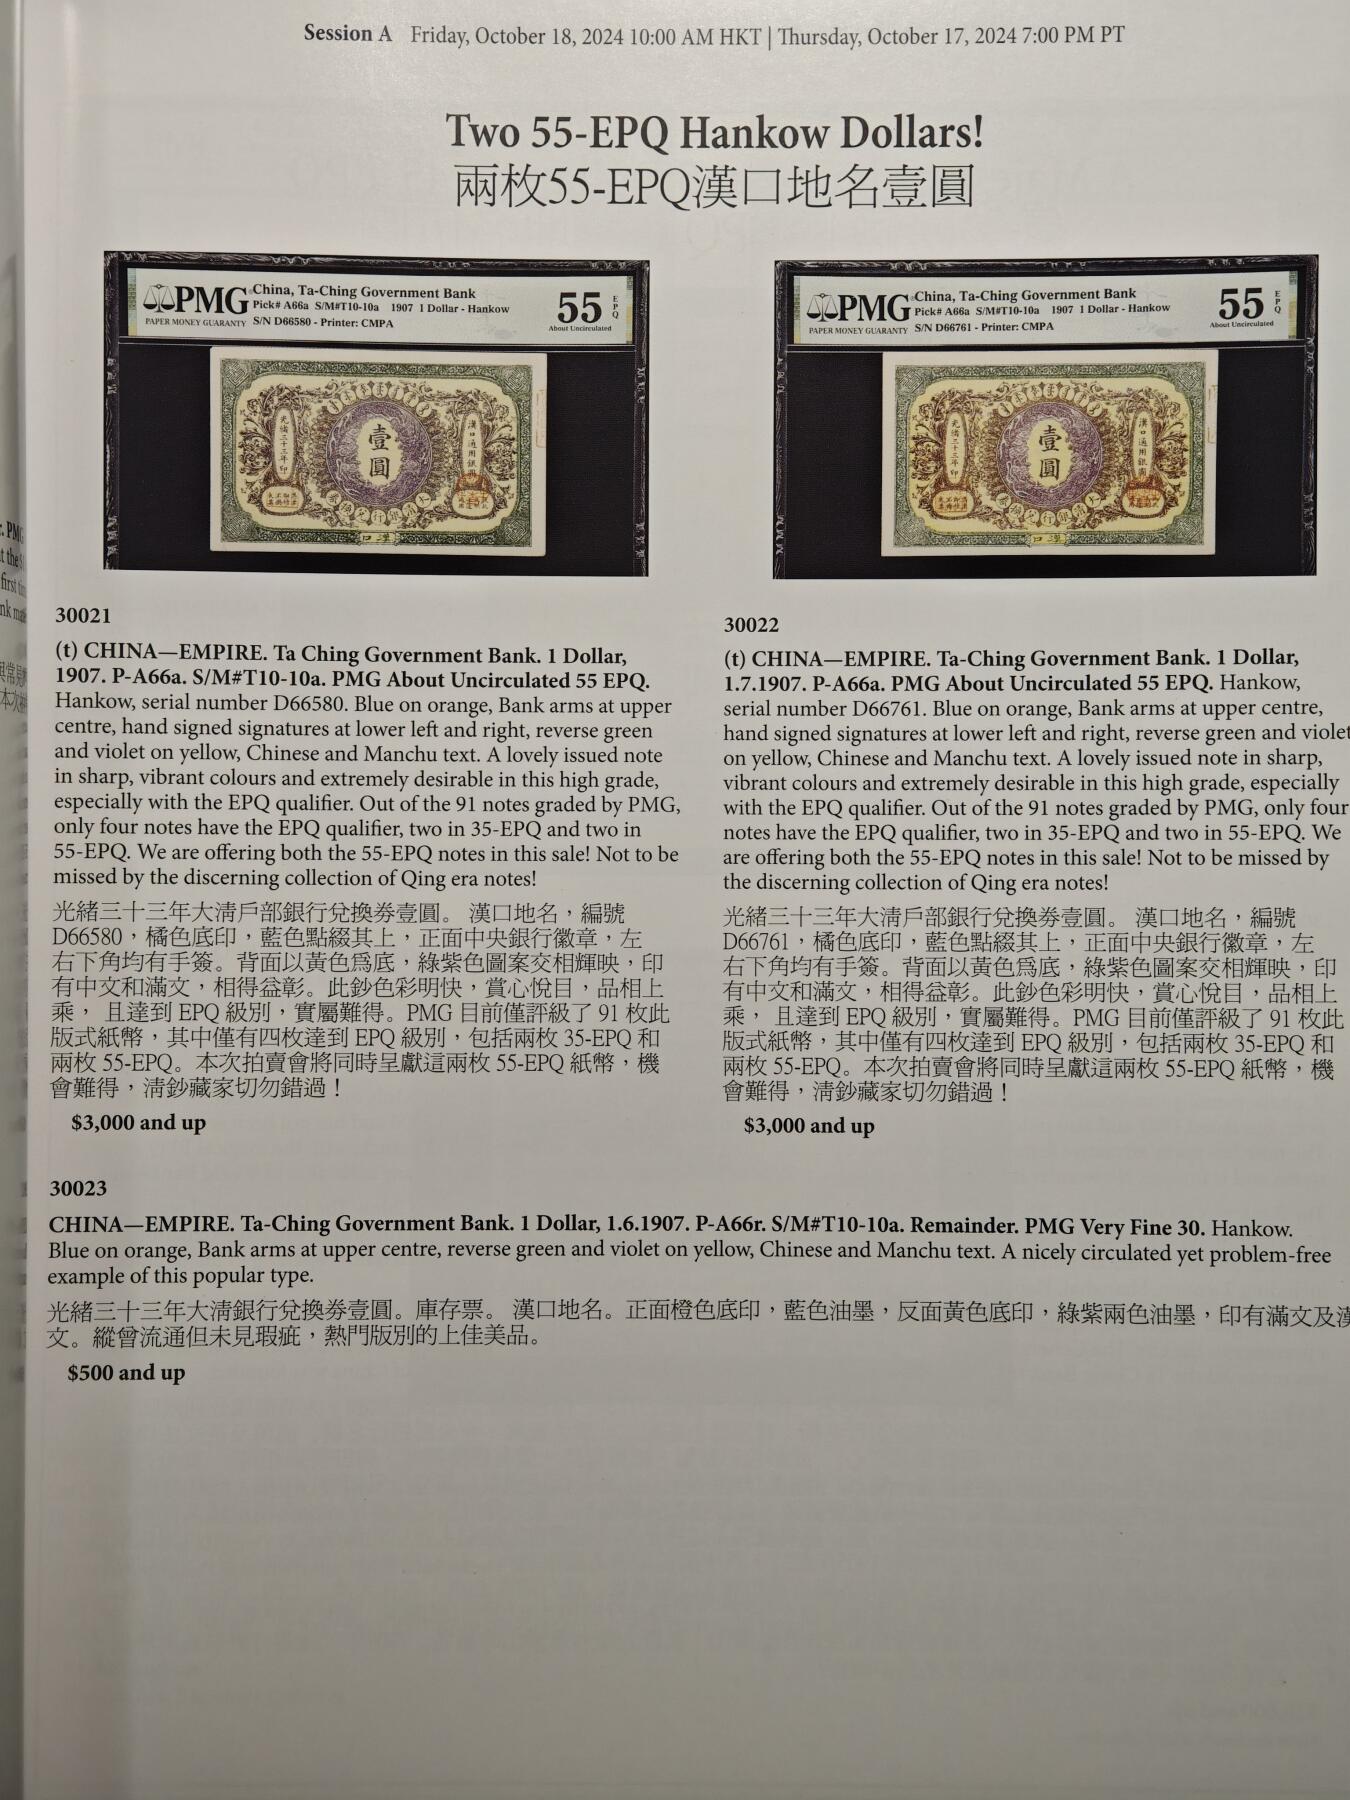 Session A Friday, October 18, 2024 10:00 AM HKT | Thursday, October 17, 2024 7:00 PM PT
Two 55-EPQ Hankow Dollars!
兩枚55-EPQ漢口地名壹圓
PMG
PAPER MONEY GUARANTY
China, Ta-Ching Government Bank
Pick# A66a S/M#T10-10a 1907 1 Dollar - Hankow
S/N D66580 - Printer: CMPA
55 EPQ
About Uncirculated
壹圓
光緒三十三年印
漢口通用銀圓
口漢
PMG
PAPER MONEY GUARANTY
China, Ta-Ching Government Bank
Pick# A66a S/M#T10-10a 1907 1 Dollar - Hankow
S/N D66761 - Printer: CMPA
55 EPQ
About Uncirculated
壹圓
光緒三十三年印
漢口通用銀圓
口漢
30021
(t) CHINA—EMPIRE. Ta Ching Government Bank. 1 Dollar,
1907. P-A66a. S/M#T10-10a. PMG About Uncirculated 55 EPQ.
Hankow, serial number D66580. Blue on orange, Bank arms at upper
centre, hand signed signatures at lower left and right, reverse green
and violet on yellow, Chinese and Manchu text. A lovely issued note
in sharp, vibrant colours and extremely desirable in this high grade,
especially with the EPQ qualifier. Out of the 91 notes graded by PMG,
only four notes have the EPQ qualifier, two in 35-EPQ and two in
55-EPQ. We are offering both the 55-EPQ notes in this sale! Not to be
missed by the discerning collection of Qing era notes!
光緒三十三年大清戶部銀行兌換券壹圓。 漢口地名，編號
D66580，橘色底印，藍色點綴其上，正面中央銀行徽章，左
右下角均有手簽。背面以黃色爲底，綠紫色圖案交相輝映，印
有中文和滿文，相得益彰。此鈔色彩明快，賞心悅目，品相上
乘， 且達到 EPQ 級別，實屬難得。PMG 目前僅評級了 91 枚此
版式紙幣，其中僅有四枚達到 EPQ 級別，包括兩枚 35-EPQ 和
兩枚 55-EPQ。本次拍賣會將同時呈獻這兩枚 55-EPQ 紙幣，機
會難得，清鈔藏家切勿錯過！
$3,000 and up
30022
(t) CHINA—EMPIRE. Ta-Ching Government Bank. 1 Dollar,
1.7.1907. P-A66a. PMG About Uncirculated 55 EPQ. Hankow,
serial number D66761. Blue on orange, Bank arms at upper centre,
hand signed signatures at lower left and right, reverse green and violet
on yellow, Chinese and Manchu text. A lovely issued note in sharp,
vibrant colours and extremely desirable in this high grade, especially
with the EPQ qualifier. Out of the 91 notes graded by PMG, only four
notes have the EPQ qualifier, two in 35-EPQ and two in 55-EPQ. We
are offering both the 55-EPQ notes in this sale! Not to be missed by
the discerning collection of Qing era notes!
光緒三十三年大清戶部銀行兌換券壹圓。 漢口地名，編號
D66761，橘色底印，藍色點綴其上，正面中央銀行徽章，左
右下角均有手簽。背面以黃色爲底，綠紫色圖案交相輝映，印
有中文和滿文，相得益彰。此鈔色彩明快，賞心悅目，品相上
乘， 且達到 EPQ 級別，實屬難得。PMG 目前僅評級了 91 枚此
版式紙幣，其中僅有四枚達到 EPQ 級別，包括兩枚 35-EPQ 和
兩枚 55-EPQ。本次拍賣會將同時呈獻這兩枚 55-EPQ 紙幣，機
會難得，清鈔藏家切勿錯過！
$3,000 and up
30023
CHINA—EMPIRE. Ta-Ching Government Bank. 1 Dollar, 1.6.1907. P-A66r. S/M#T10-10a. Remainder. PMG Very Fine 30. Hankow.
Blue on orange, Bank arms at upper centre, reverse green and violet on yellow, Chinese and Manchu text. A nicely circulated yet problem-free
example of this popular type.
光緒三十三年大清銀行兌換券壹圓。庫存票。 漢口地名。正面橙色底印，藍色油墨，反面黃色底印，綠紫兩色油墨，印有滿文及漢
文。縱曾流通但未見瑕疵，熱門版別的上佳美品。
$500 and up